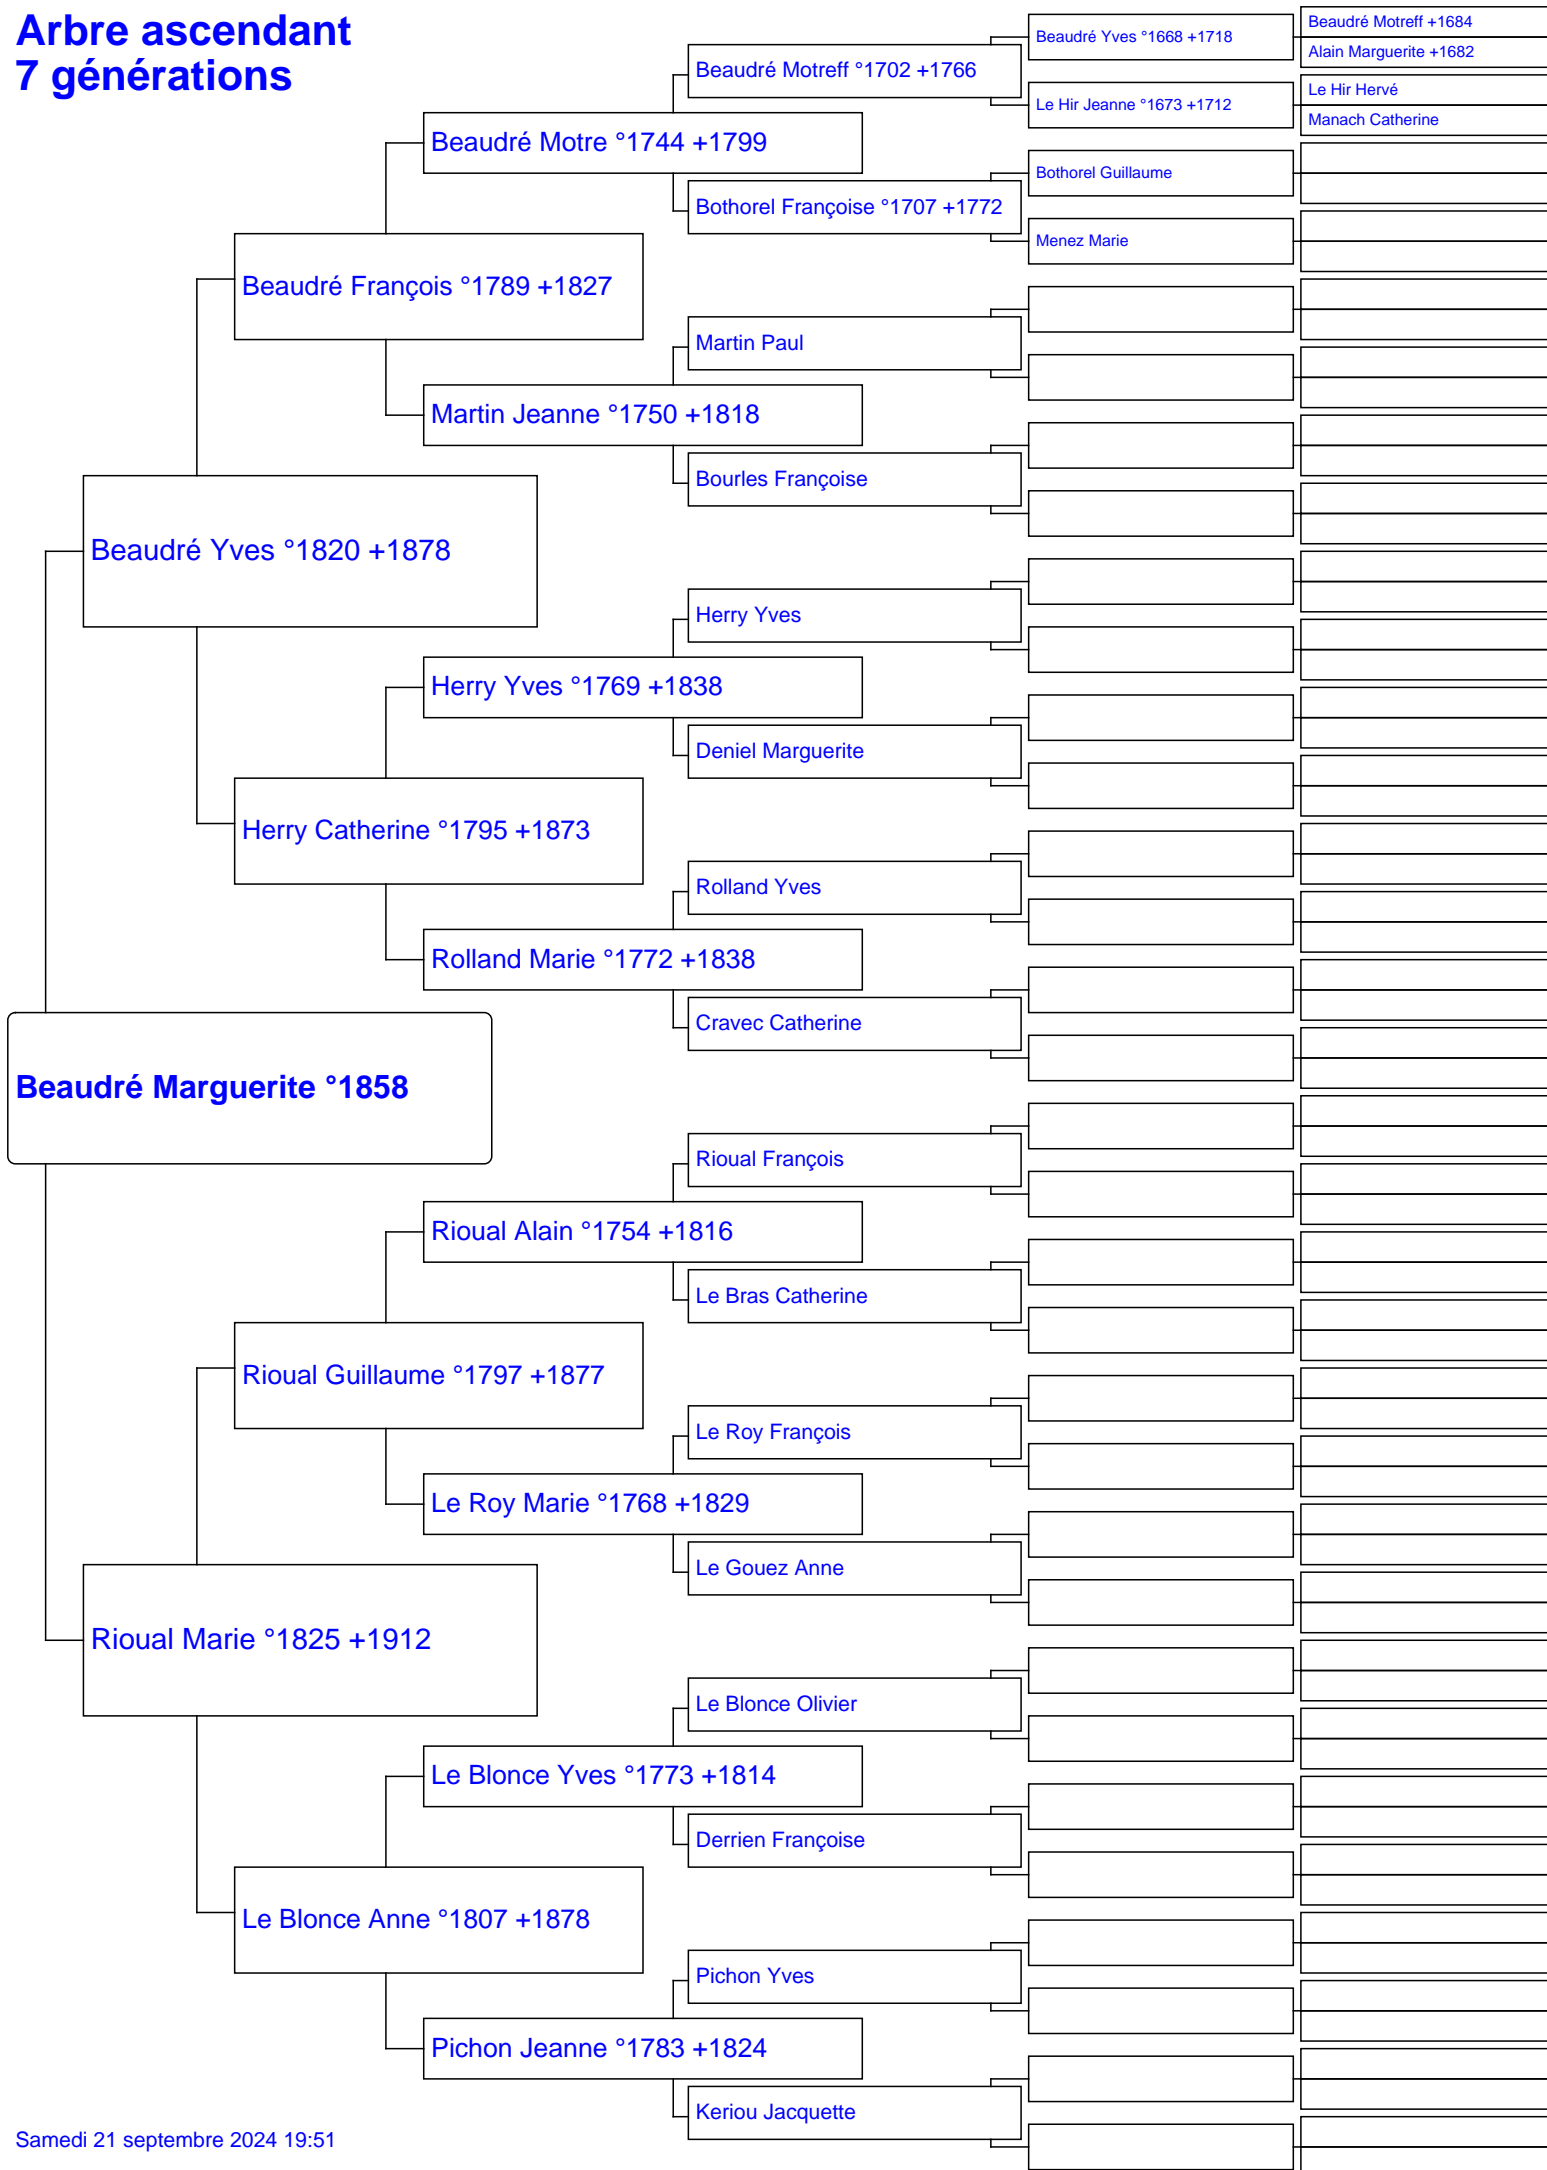 Arbre ascendant
7 générations
Beaudré Marguerite °1858
Beaudré Yves °1820 +1878
Rioual Marie °1825 +1912
Beaudré François °1789 +1827
Herry Catherine °1795 +1873
Rioual Guillaume °1797 +1877
Le Blonce Anne °1807 +1878
Beaudré Motre °1744 +1799
Martin Jeanne °1750 +1818
Herry Yves °1769 +1838
Rolland Marie °1772 +1838
Rioual Alain °1754 +1816
Le Roy Marie °1768 +1829
Le Blonce Yves °1773 +1814
Pichon Jeanne °1783 +1824
Beaudré Motreff °1702 +1766
Bothorel Françoise °1707 +1772
Martin Paul
Bourles Françoise
Herry Yves
Deniel Marguerite
Rolland Yves
Cravec Catherine
Rioual François
Le Bras Catherine
Le Roy François
Le Gouez Anne
Le Blonce Olivier
Derrien Françoise
Pichon Yves
Keriou Jacquette
Beaudré Yves °1668 +1718
Le Hir Jeanne °1673 +1712
Bothorel Guillaume
Menez Marie
Beaudré Motreff +1684
Alain Marguerite +1682
Le Hir Hervé
Manach Catherine
Samedi 21 septembre 2024 19:51